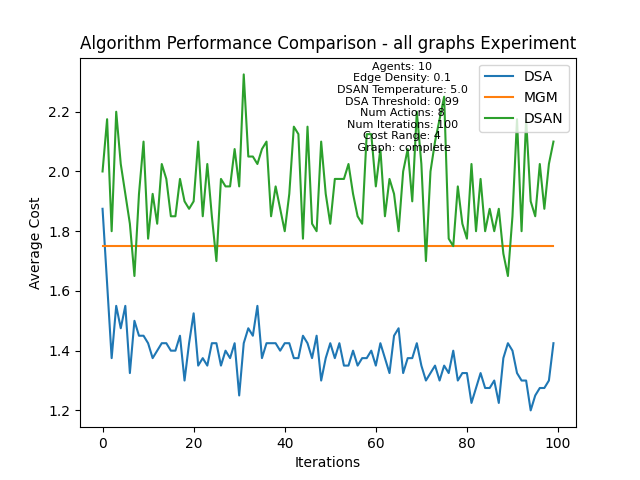 Algorithm Performance Comparison - all graphs Experiment
Agents: 10
Edge Density: 0.1
DSAN Temperature: 5.0
DSA Threshold: 0.99
Num Actions: 8
Num Iterations: 100
Cost Range: 4
Graph: complete
DSA
MGM
DSAN
Average Cost
2.2
2.0
1.8
1.6
1.4
1.2
0 20 40 60 80 100
Iterations